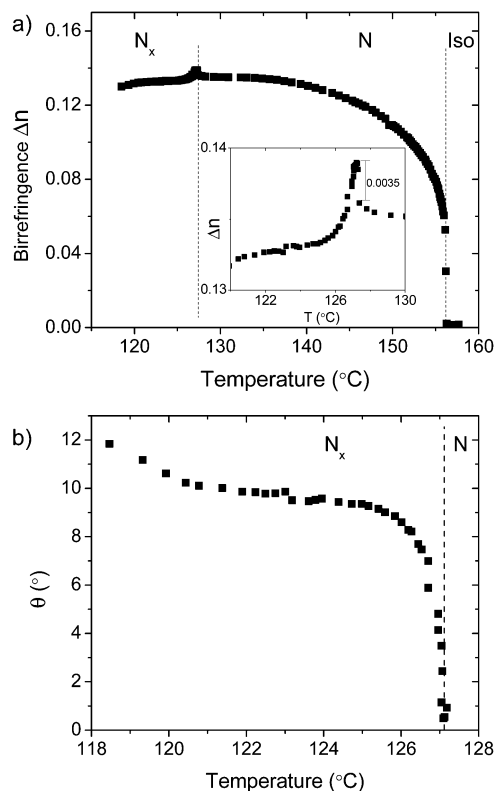 a)
0.16
Nₓ
N
Iso
0.12
0.08
0.04
0.00
Birrefringence Δn
0.14
0.0035
Δn
0.13
122
126
130
T (°C)
120
130
140
150
160
Temperature (°C)
b)
12
Nₓ
N
10
8
6
4
2
0
θ (°)
118
120
122
124
126
128
Temperature (°C)